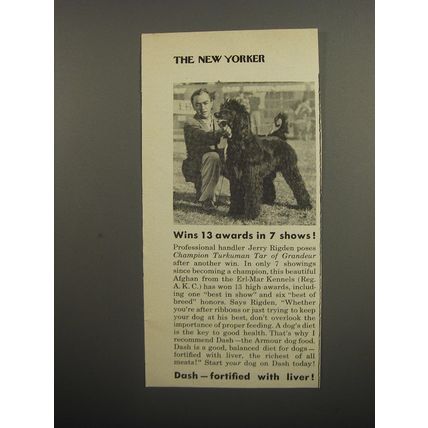 THE NEW YORKER
Wins 13 awards in 7 shows!
Professional handler Jerry Rigden poses
Champion Turkuman Tar of Grandeur
after another win. In only 7 showings
since becoming a champion, this beautiful
Afghan from the Erl-Mar Kennels (Reg.
A. K. C.) has won 13 high awards, includ-
ing one "best in show" and six "best of
breed" honors. Says Rigden, "Whether
you're after ribbons or just trying to keep
your dog at his best, don't overlook the
importance of proper feeding. A dog's diet
is the key to good health. That's why I
recommend Dash—the Armour dog food.
Dash is a good, balanced diet for dogs—
fortified with liver, the richest of all
meats!" Start your dog on Dash today!
Dash—fortified with liver!